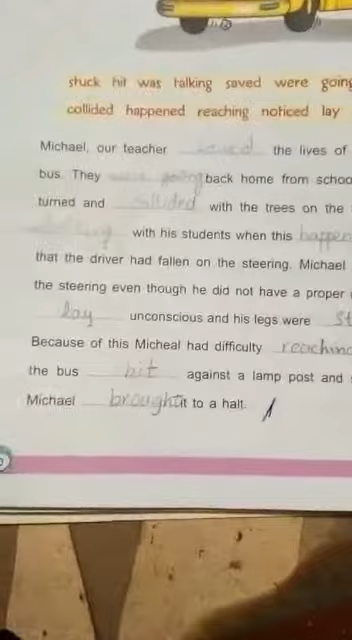 stuck hit was talking saved were going
collided happened reaching noticed lay
Michael, our teacher saved the lives of
bus. They were going back home from schoo
turned and collided with the trees on the
with his students when this happen
that the driver had fallen on the steering. Michael
the steering even though he did not have a proper
lay unconscious and his legs were st
Because of this Micheal had difficulty reaching
the bus hit against a lamp post and
Michael brought it to a halt.